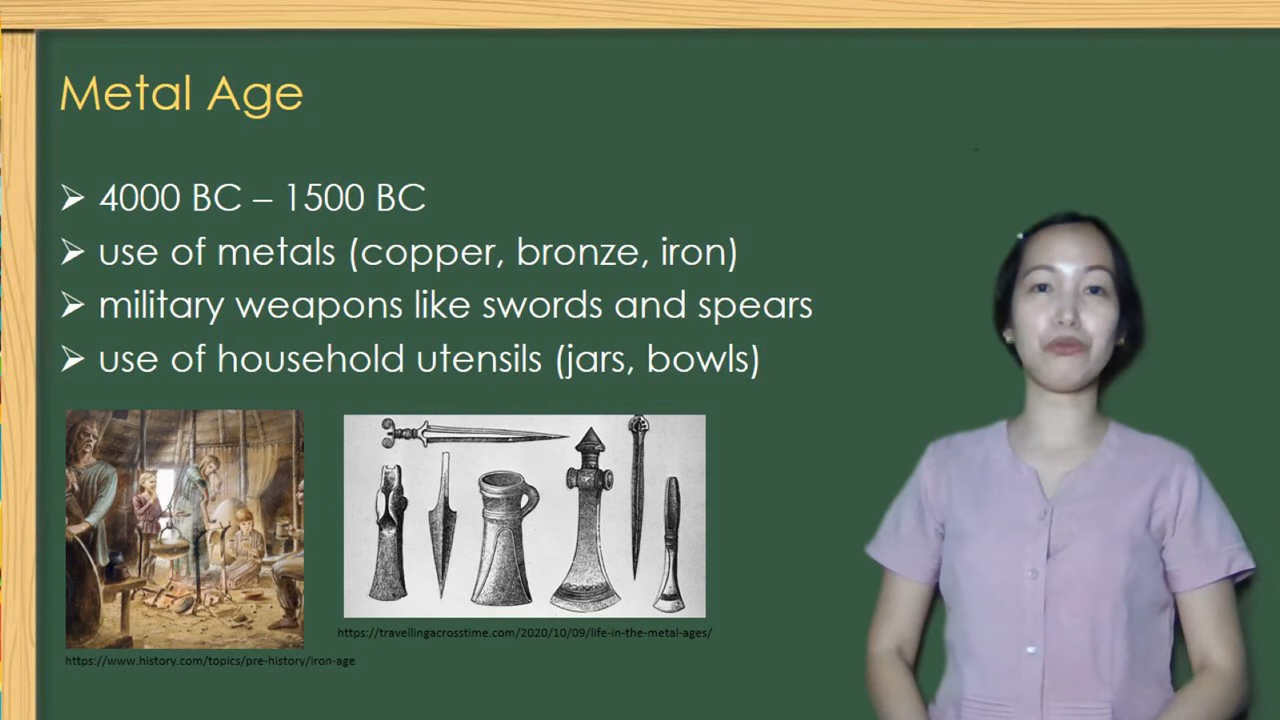 Metal Age
➢ 4000 BC – 1500 BC
➢ use of metals (copper, bronze, iron)
➢ military weapons like swords and spears
➢ use of household utensils (jars, bowls)
https://travellingacrosstime.com/2020/10/09/life-in-the-metal-ages/
https://www.history.com/topics/pre-history/iron-age